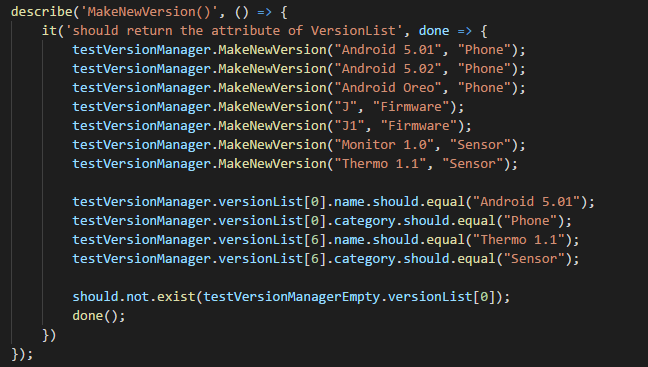 describe('MakeNewVersion()', () => {
    it('should return the attribute of VersionList', done => {
        testVersionManager.MakeNewVersion("Android 5.01", "Phone");
        testVersionManager.MakeNewVersion("Android 5.02", "Phone");
        testVersionManager.MakeNewVersion("Android Oreo", "Phone");
        testVersionManager.MakeNewVersion("J", "Firmware");
        testVersionManager.MakeNewVersion("J1", "Firmware");
        testVersionManager.MakeNewVersion("Monitor 1.0", "Sensor");
        testVersionManager.MakeNewVersion("Thermo 1.1", "Sensor");

        testVersionManager.versionList[0].name.should.equal("Android 5.01");
        testVersionManager.versionList[0].category.should.equal("Phone");
        testVersionManager.versionList[6].name.should.equal("Thermo 1.1");
        testVersionManager.versionList[6].category.should.equal("Sensor");

        should.not.exist(testVersionManagerEmpty.versionList[0]);
        done();
    })
});